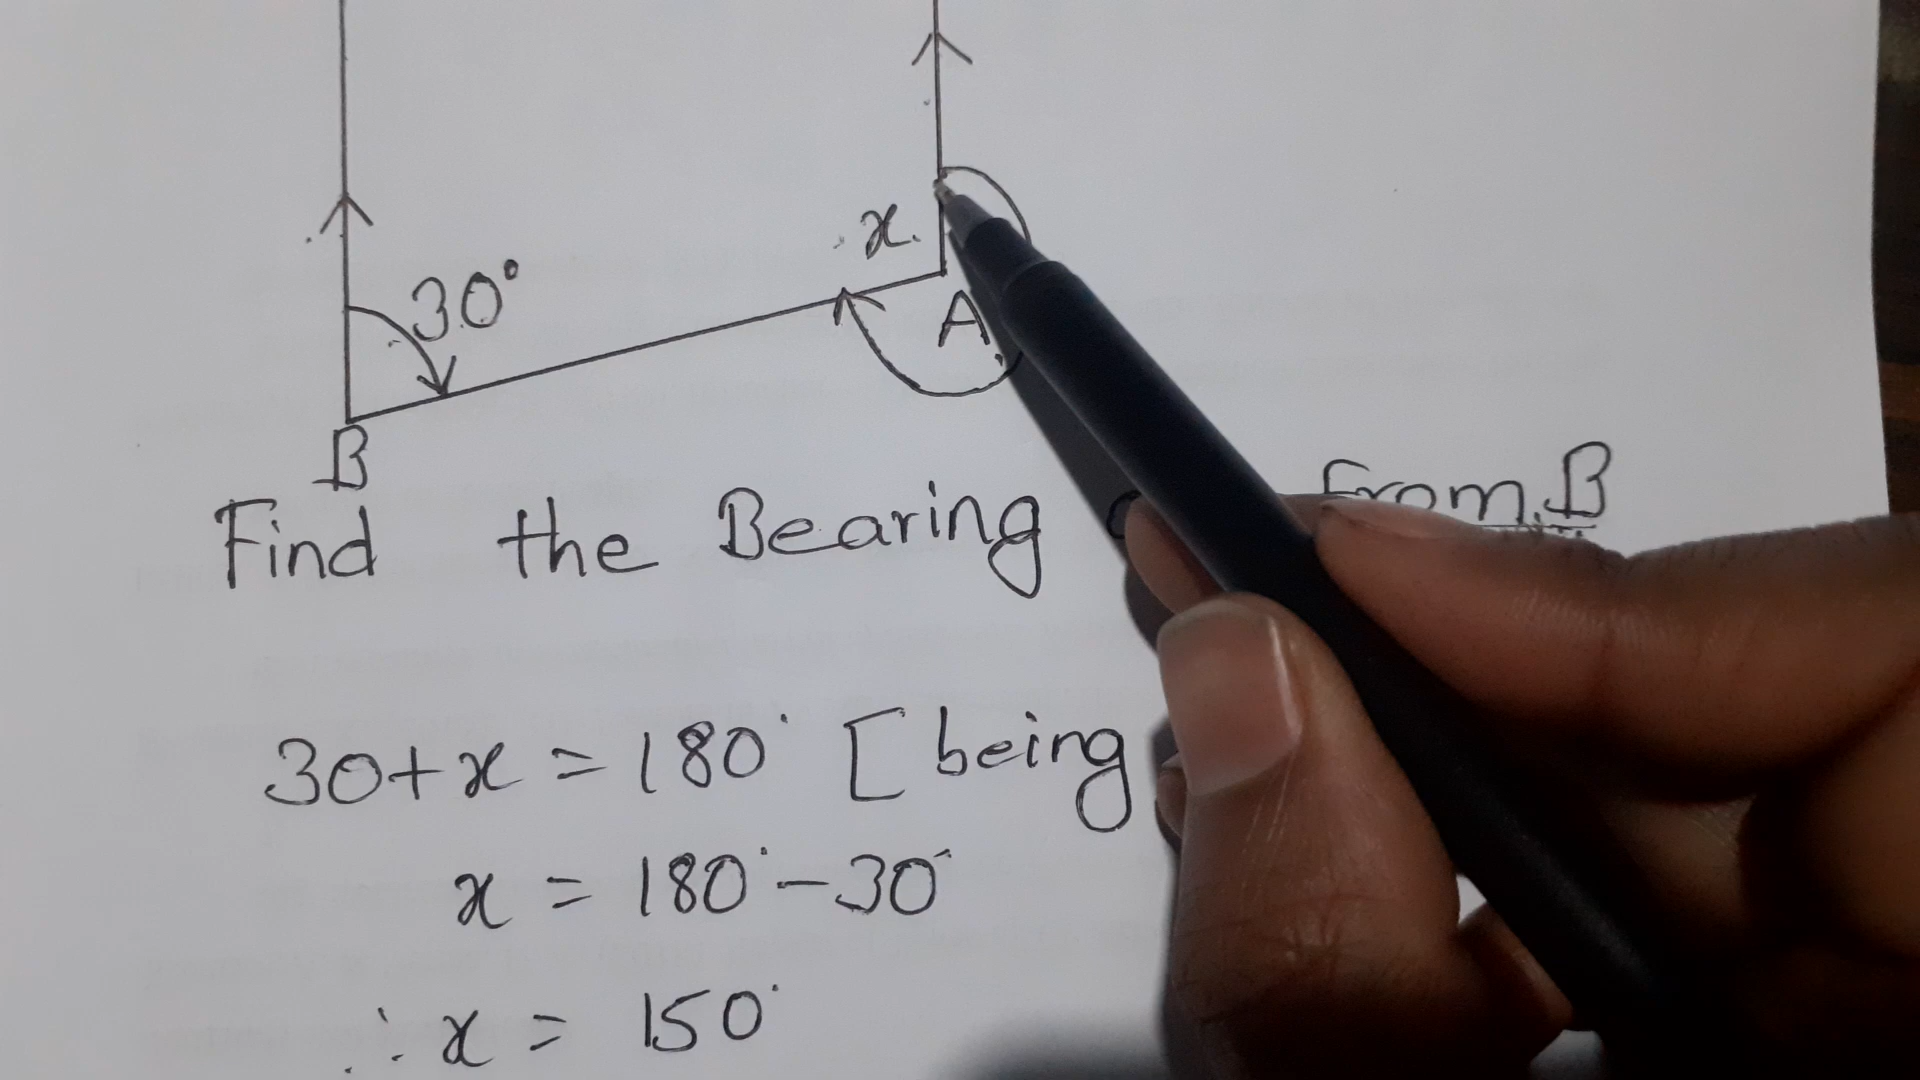 30°
x
A
B
Find the Bearing from B
30+x = 180° [being
x = 180° - 30°
∴ x = 150°